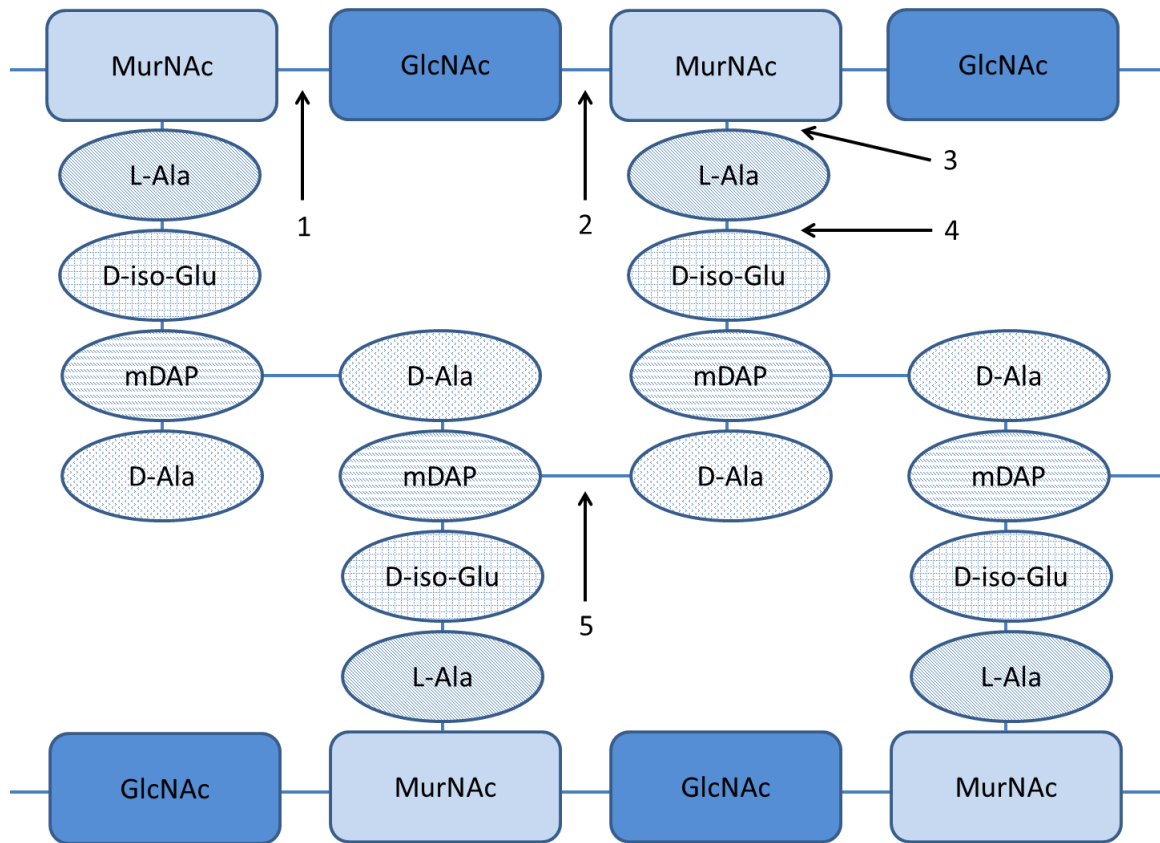 MurNAc GlcNAc MurNAc GlcNAc
L-Ala L-Ala 3
1 2 4
D-iso-Glu D-iso-Glu
mDAP D-Ala mDAP D-Ala
D-Ala mDAP D-Ala mDAP
D-iso-Glu 5 D-iso-Glu
L-Ala L-Ala
GlcNAc MurNAc GlcNAc MurNAc